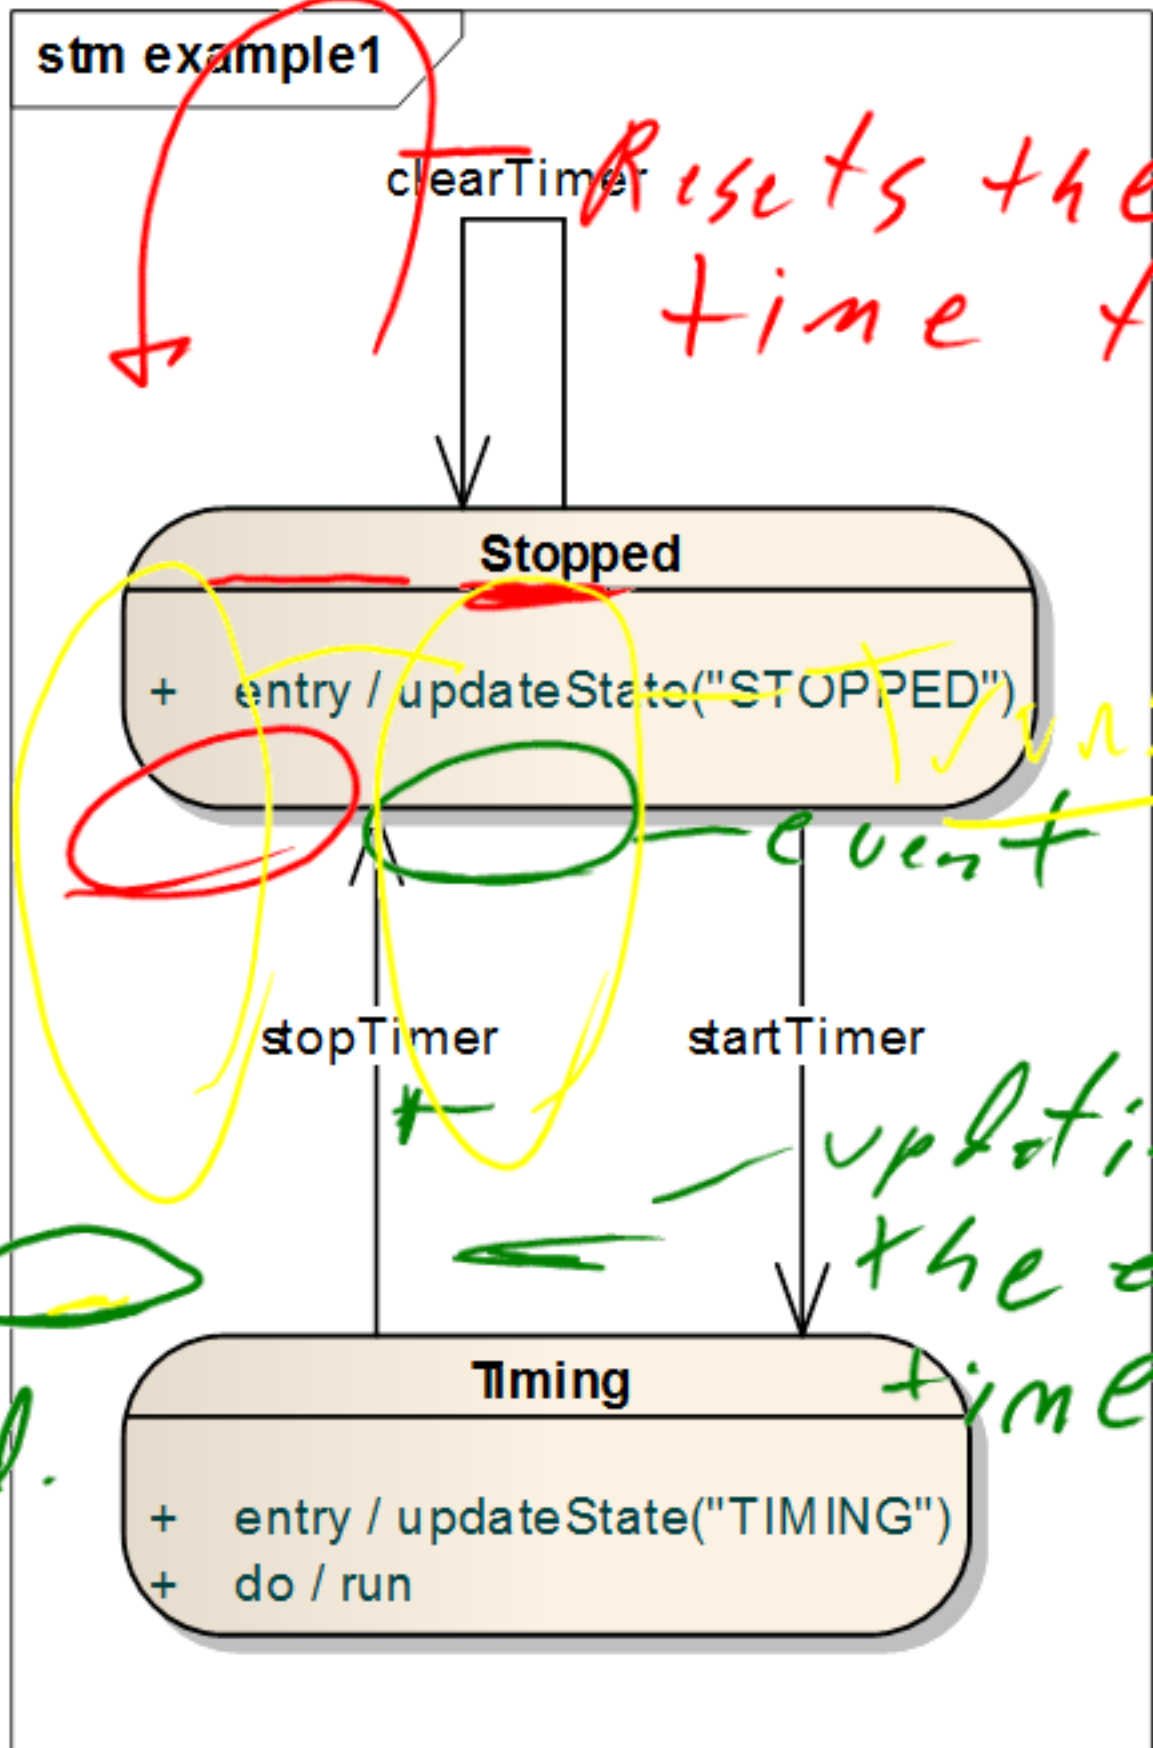 stm example1
clearTimer
Resets the
time t
Stopped
+ entry / updateState("STOPPED")
event
stopTimer
startTimer
the e
time
Timing
+ entry / updateState("TIMING")
+ do / run